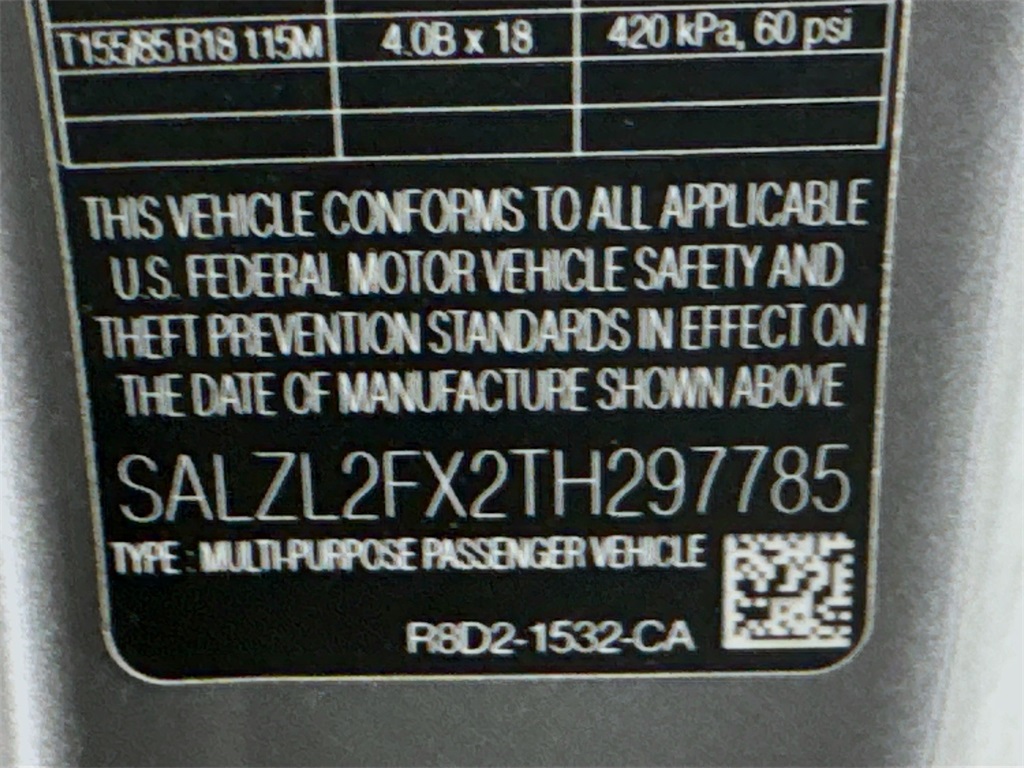 T155/85 R18 115M 4.0B x 18 420 kPa, 60 psi
THIS VEHICLE CONFORMS TO ALL APPLICABLE
U.S. FEDERAL MOTOR VEHICLE SAFETY AND
THEFT PREVENTION STANDARDS IN EFFECT ON
THE DATE OF MANUFACTURE SHOWN ABOVE
SALZL2FX2TH297785
TYPE : MULTI-PURPOSE PASSENGER VEHICLE
R8D2-1532-CA